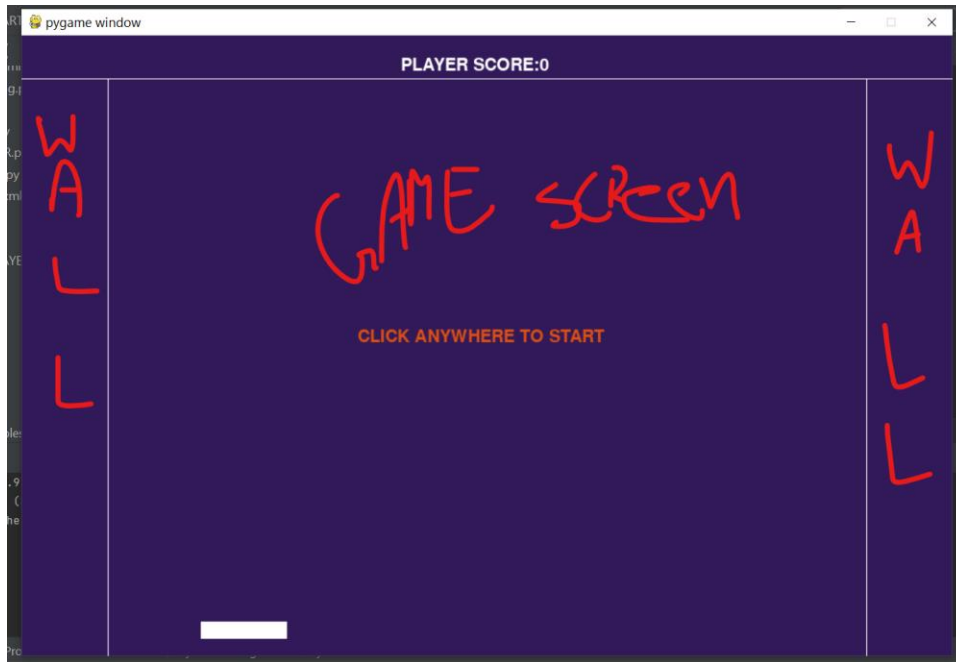 pygame window
PLAYER SCORE:0
WALL
GAME SCREEN
WALL
CLICK ANYWHERE TO START